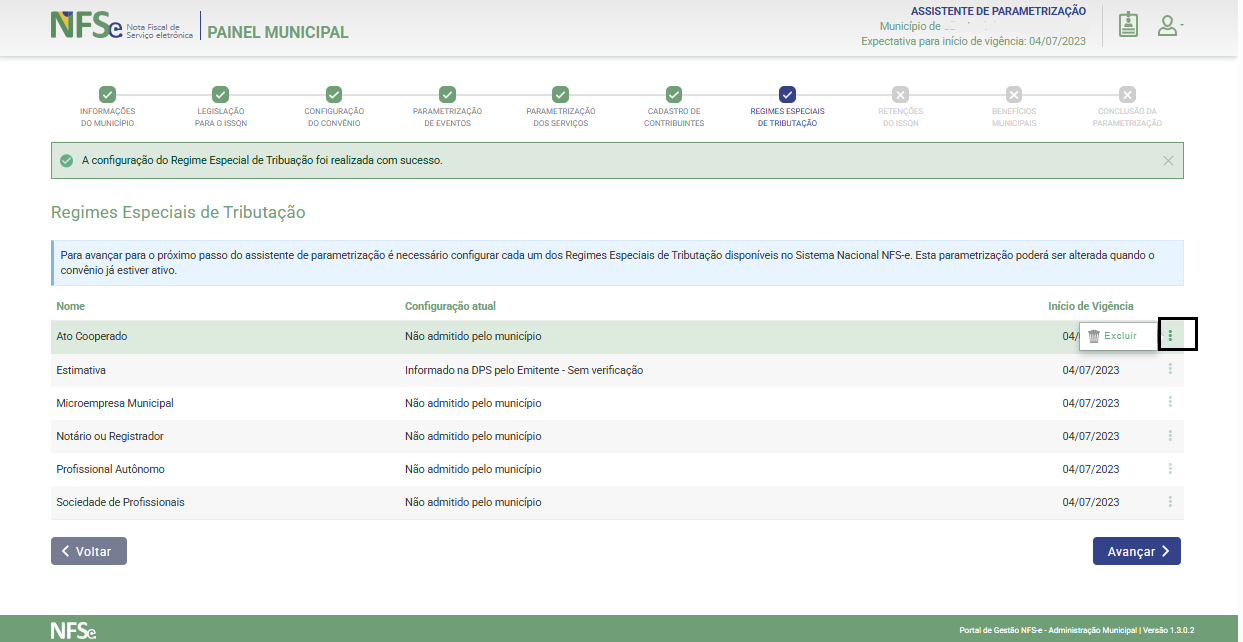 NFSe Nota Fiscal de
Serviço eletrônica
PAINEL MUNICIPAL
ASSISTENTE DE PARAMETRIZAÇÃO
Município de
Expectativa para início de vigência: 04/07/2023
INFORMAÇÕES
DO MUNICÍPIO
LEGISLAÇÃO
PARA O ISSQN
CONFIGURAÇÃO
DO CONVÊNIO
PARAMETRIZAÇÃO
DE EVENTOS
PARAMETRIZAÇÃO
DOS SERVIÇOS
CADASTRO DE
CONTRIBUINTES
REGIMES ESPECIAIS
DE TRIBUTAÇÃO
RETENÇÕES
DO ISSQN
BENEFÍCIOS
MUNICIPAIS
CONCLUSÃO DA
PARAMETRIZAÇÃO
A configuração do Regime Especial de Tribuação foi realizada com sucesso.
Regimes Especiais de Tributação
Para avançar para o próximo passo do assistente de parametrização é necessário configurar cada um dos Regimes Especiais de Tributação disponíveis no Sistema Nacional NFS-e. Esta parametrização poderá ser alterada quando o
convênio já estiver ativo.
Nome Configuração atual Início de Vigência
Ato Cooperado Não admitido pelo município 04/ Excluir
Estimativa Informado na DPS pelo Emitente - Sem verificação 04/07/2023
Microempresa Municipal Não admitido pelo município 04/07/2023
Notário ou Registrador Não admitido pelo município 04/07/2023
Profissional Autônomo Não admitido pelo município 04/07/2023
Sociedade de Profissionais Não admitido pelo município 04/07/2023
Voltar Avançar
NFSe Portal de Gestão NFS-e - Administração Municipal | Versão 1.3.0.2